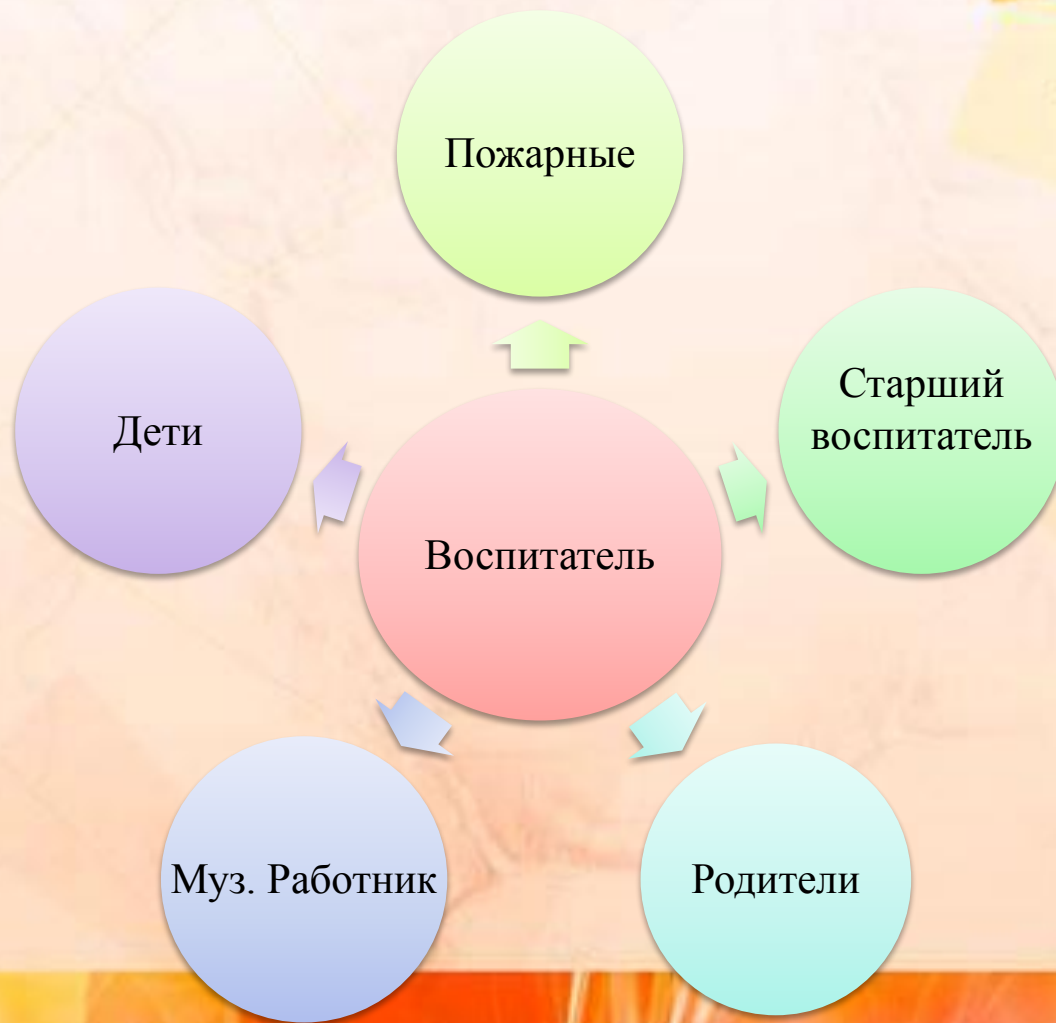 Пожарные
Старший
воспитатель
Дети
Воспитатель
Муз. Работник
Родители